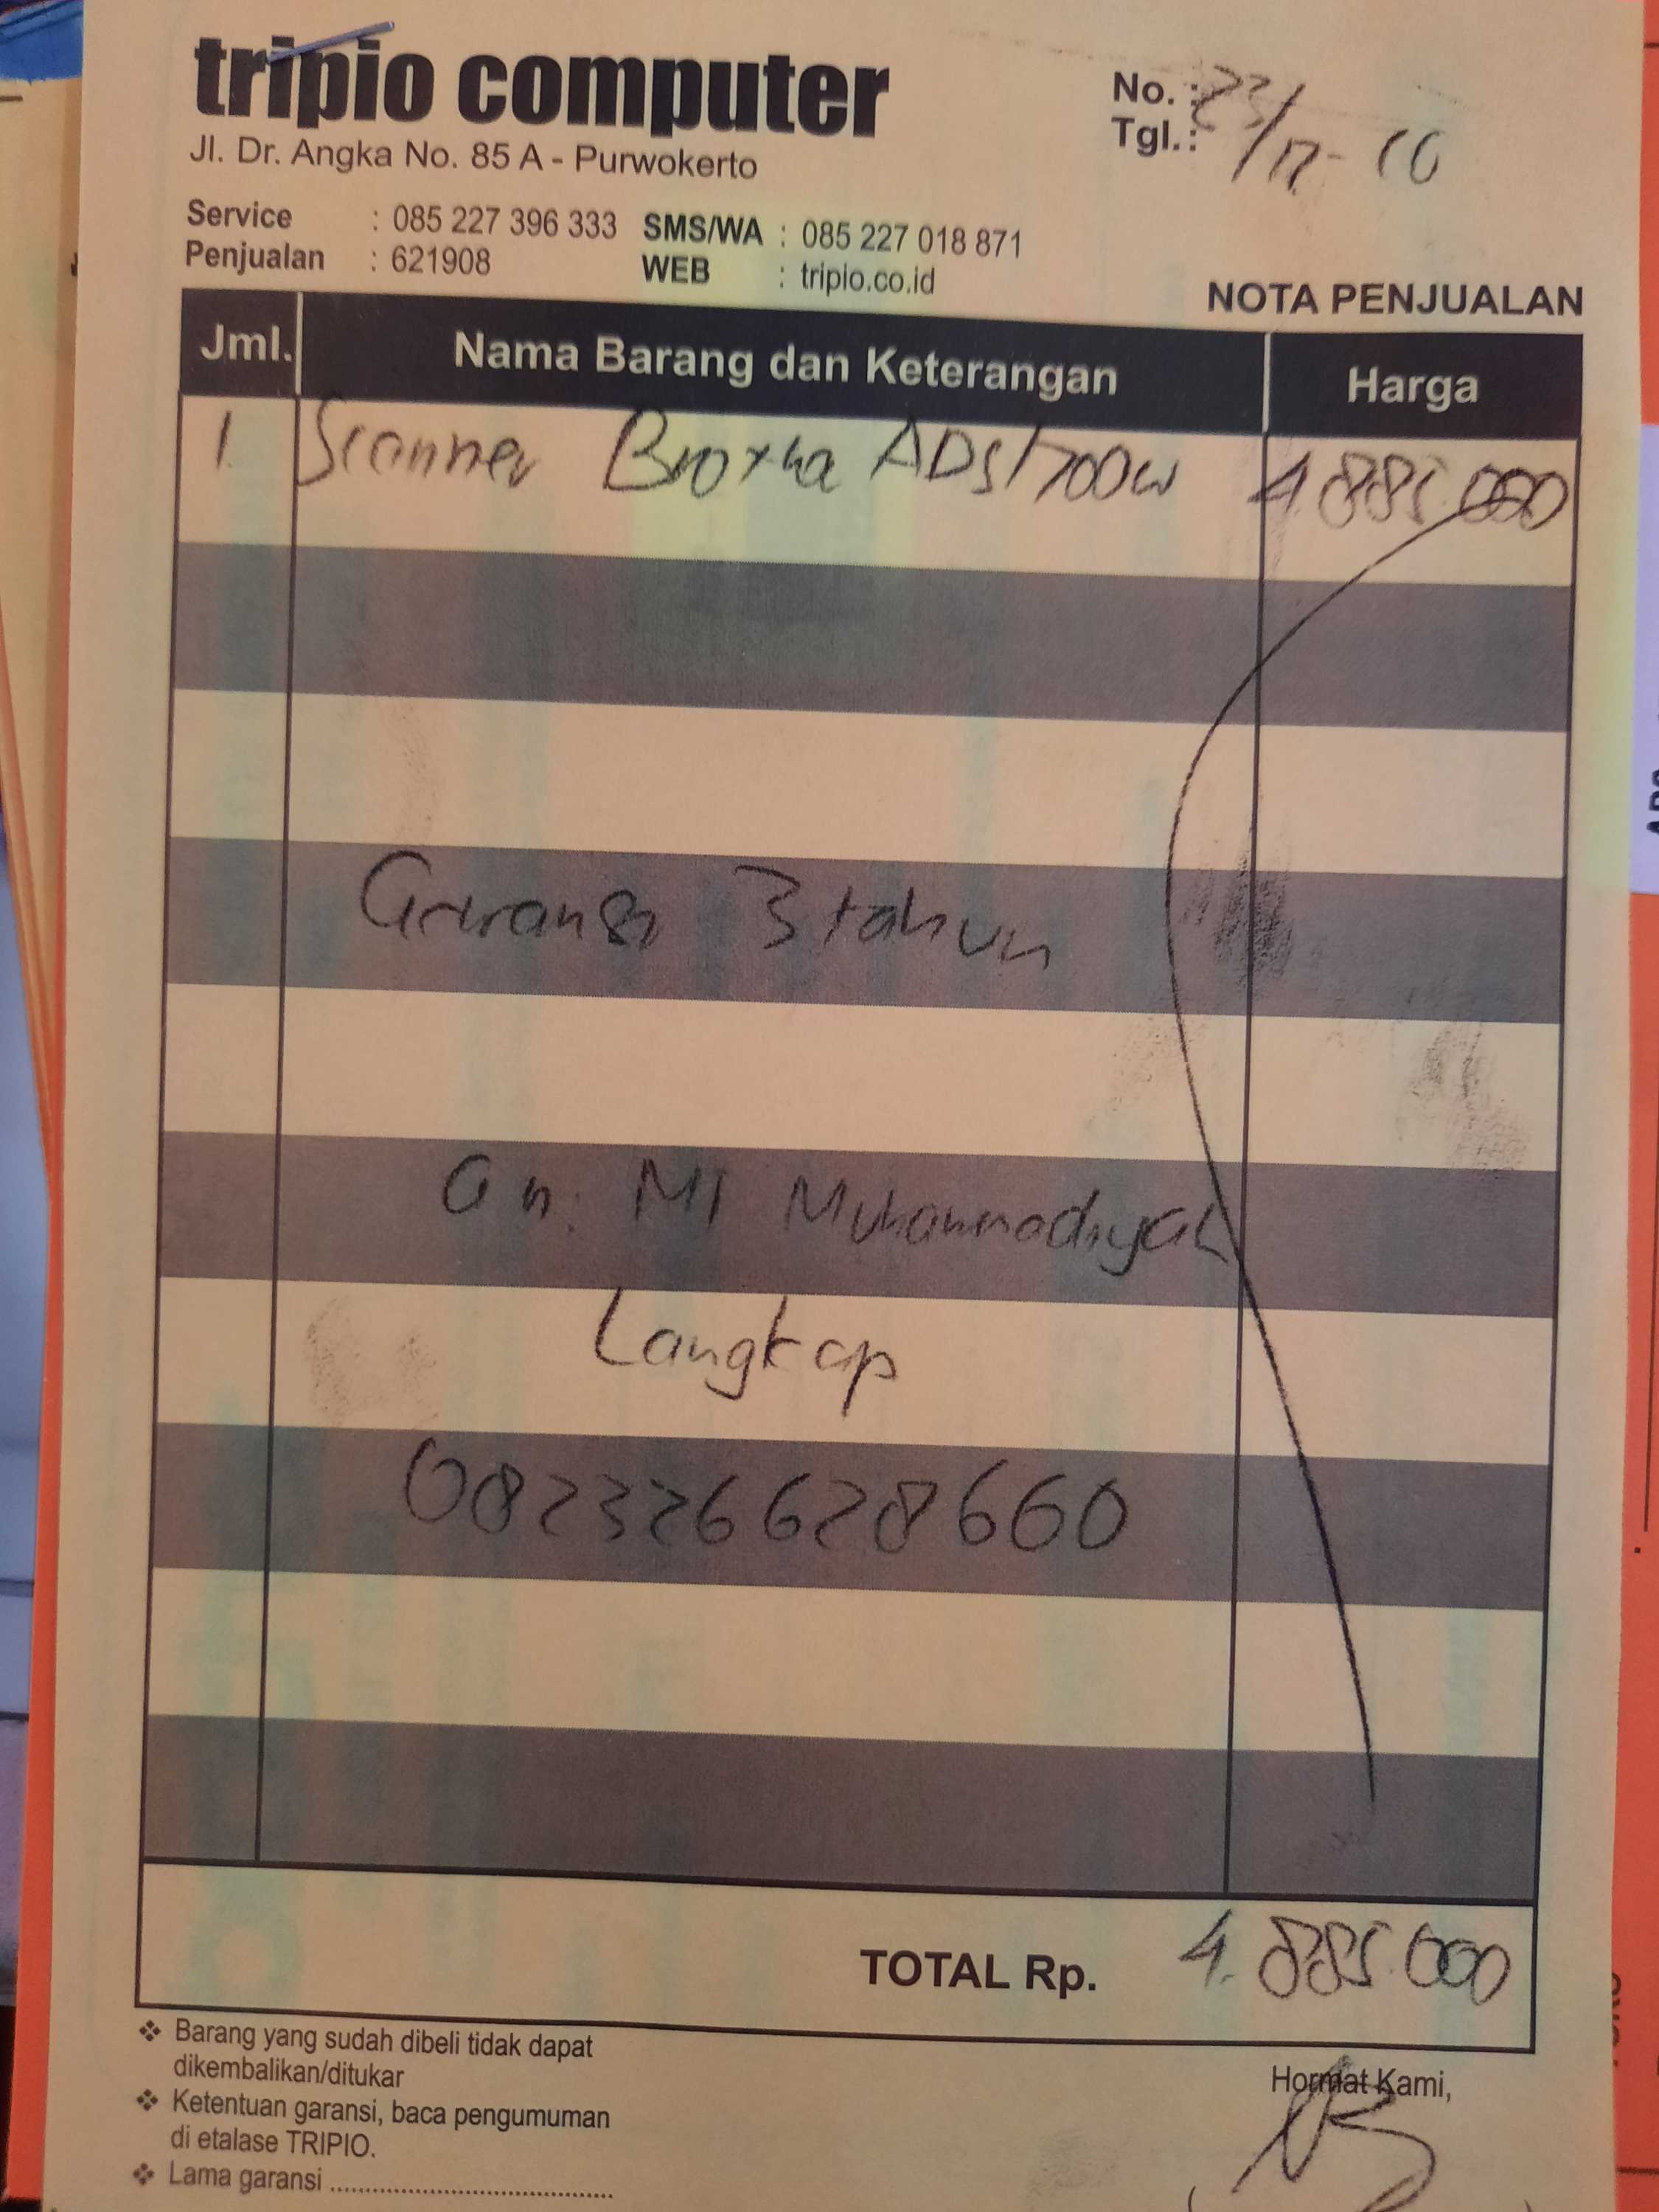 tripio computer
Jl. Dr. Angka No. 85 A - Purwokerto
No. :
Tgl.: 23/12-
Service : 085 227 396 333 SMS/WA : 085 227 018 871
Penjualan : 621908 WEB : tripio.co.id
NOTA PENJUALAN
Jml. Nama Barang dan Keterangan Harga
1. Scanner ADS1700w 4.885.000
Garansi 3 tahun
an. MI Muhammadiyah
Langkap
082326628660
TOTAL Rp. 4.885.000
❖ Barang yang sudah dibeli tidak dapat
dikembalikan/ditukar
❖ Ketentuan garansi, baca pengumuman
di etalase TRIPIO.
❖ Lama garansi ........................................
Hormat Kami,